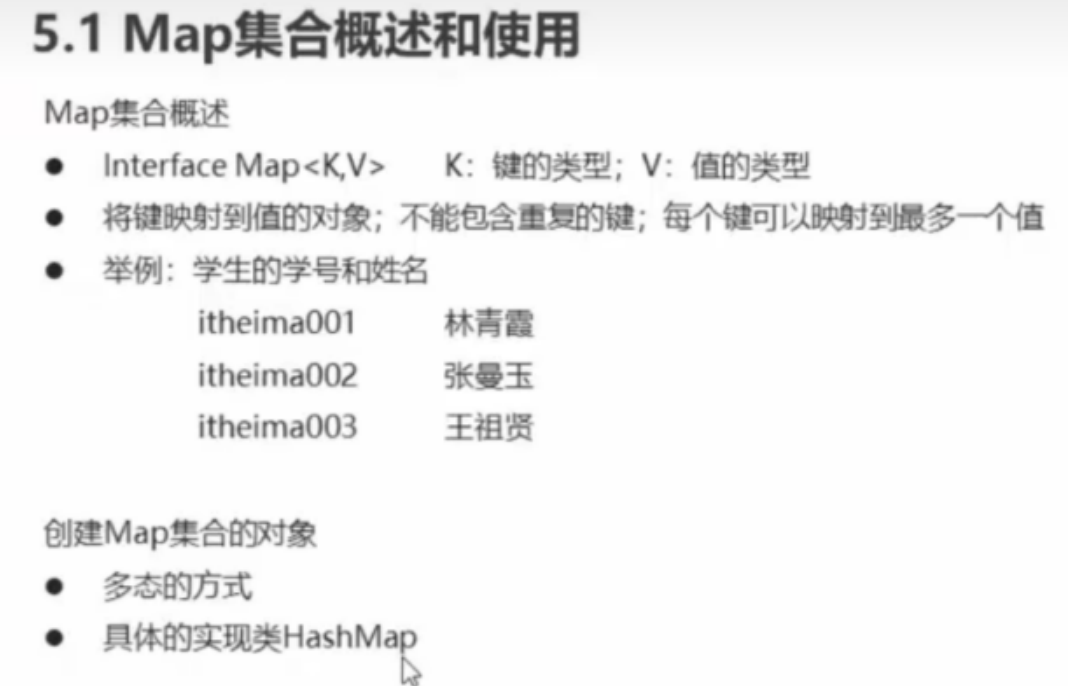 5.1 Map集合概述和使用
Map集合概述
● Interface Map<K,V> K：键的类型；V：值的类型
● 将键映射到值的对象；不能包含重复的键；每个键可以映射到最多一个值
● 举例：学生的学号和姓名
itheima001 林青霞
itheima002 张曼玉
itheima003 王祖贤
创建Map集合的对象
● 多态的方式
● 具体的实现类HashMap